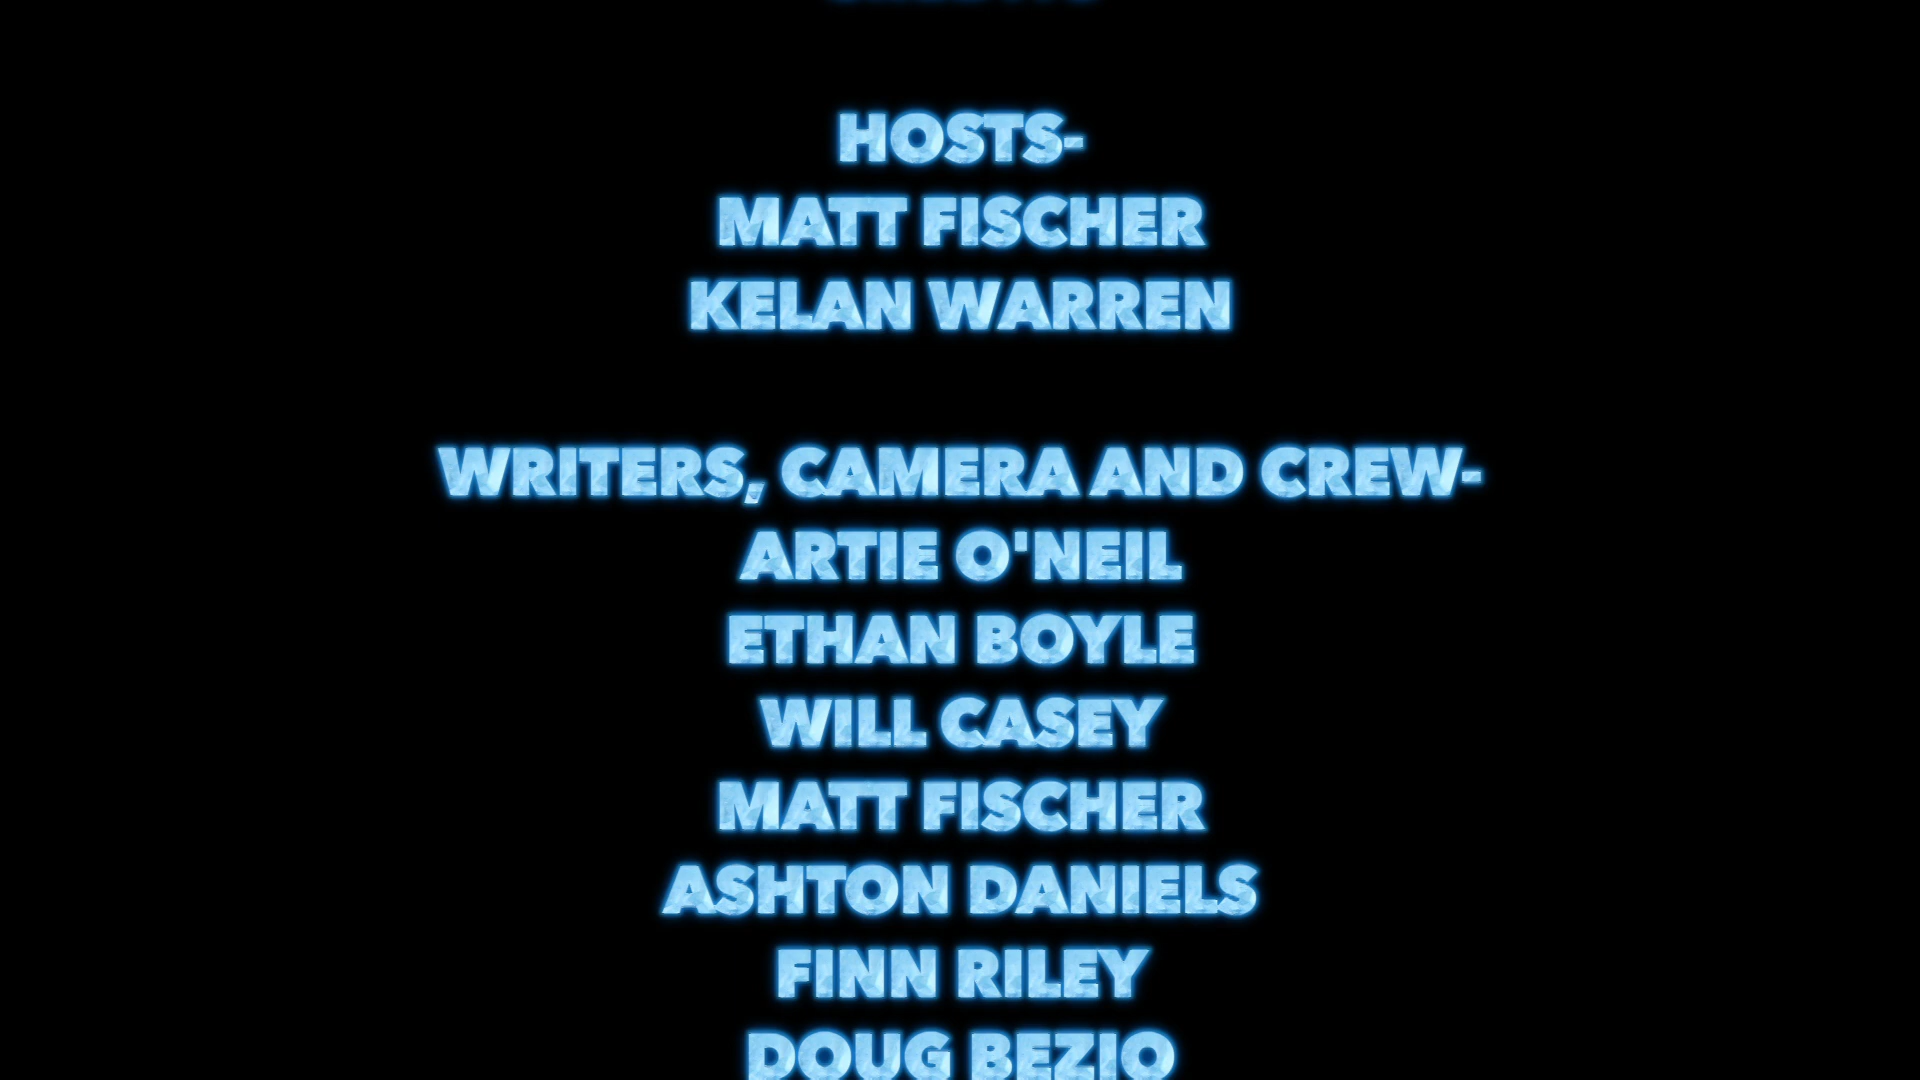 HOSTS-
MATT FISCHER
KELAN WARREN
WRITERS, CAMERA AND CREW-
ARTIE O'NEIL
ETHAN BOYLE
WILL CASEY
MATT FISCHER
ASHTON DANIELS
FINN RILEY
DOUG BEZIO